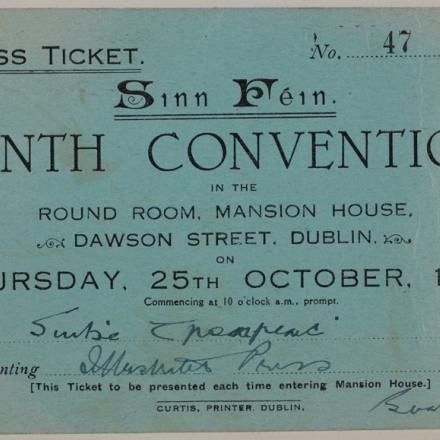 SS TICKET.
No. 47
Sinn Féin.
NTH CONVENTIO
IN THE
ROUND ROOM, MANSION HOUSE,
DAWSON STREET, DUBLIN,
ON
URSDAY, 25TH OCTOBER, 1
Commencing at 10 o'clock a.m., prompt.
nting Press
[This Ticket to be presented each time entering Mansion House.]
CURTIS, PRINTER, DUBLIN,